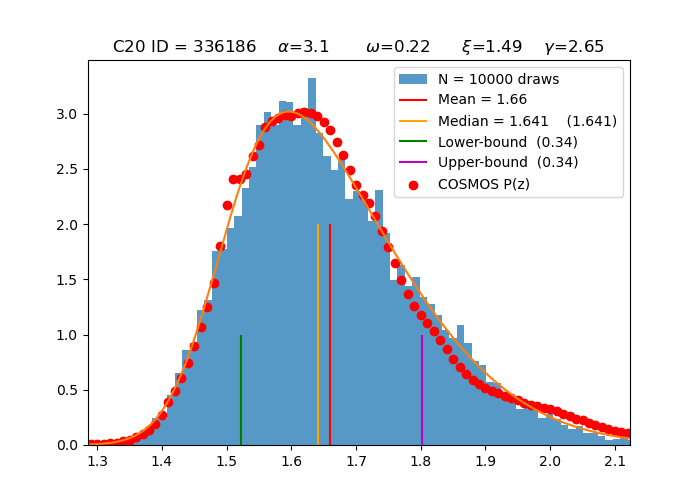 C20 ID = 336186 α=3.1 ω=0.22 ξ=1.49 γ=2.65
N = 10000 draws
Mean = 1.66
Median = 1.641 (1.641)
Lower-bound (0.34)
Upper-bound (0.34)
COSMOS P(z)
3.0
2.5
2.0
1.5
1.0
0.5
0.0
1.3 1.4 1.5 1.6 1.7 1.8 1.9 2.0 2.1